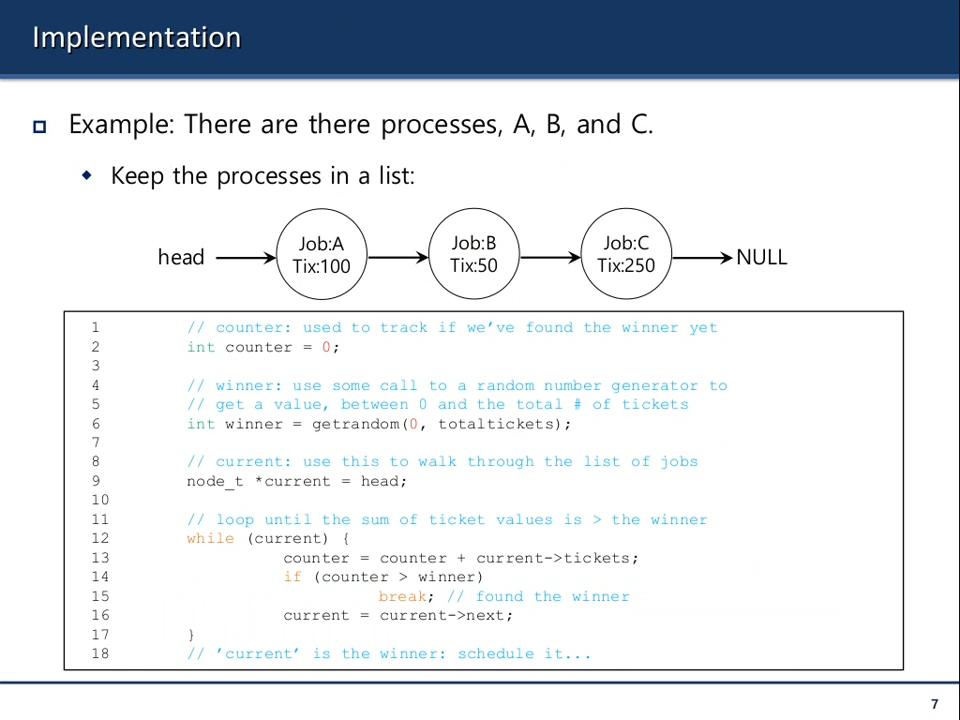 Implementation
Example: There are there processes, A, B, and C.
Keep the processes in a list:
head
Job:A
Tix:100
Job:B
Tix:50
Job:C
Tix:250
NULL
1 // counter: used to track if we’ve found the winner yet
2 int counter = 0;
3
4 // winner: use some call to a random number generator to
5 // get a value, between 0 and the total # of tickets
6 int winner = getrandom(0, totaltickets);
7
8 // current: use this to walk through the list of jobs
9 node_t *current = head;
10
11 // loop until the sum of ticket values is > the winner
12 while (current) {
13 counter = counter + current->tickets;
14 if (counter > winner)
15 break; // found the winner
16 current = current->next;
17 }
18 // ’current’ is the winner: schedule it...
7